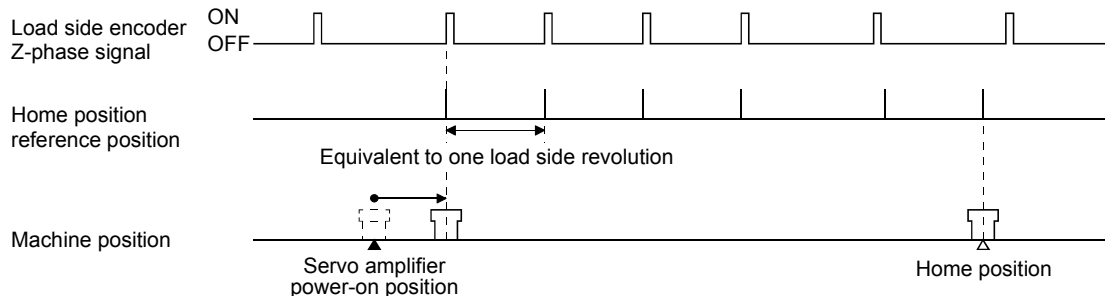 Load side encoder
Z-phase signal
ON
OFF
Home position
reference position
Equivalent to one load side revolution
Machine position
Servo amplifier
power-on position
Home position